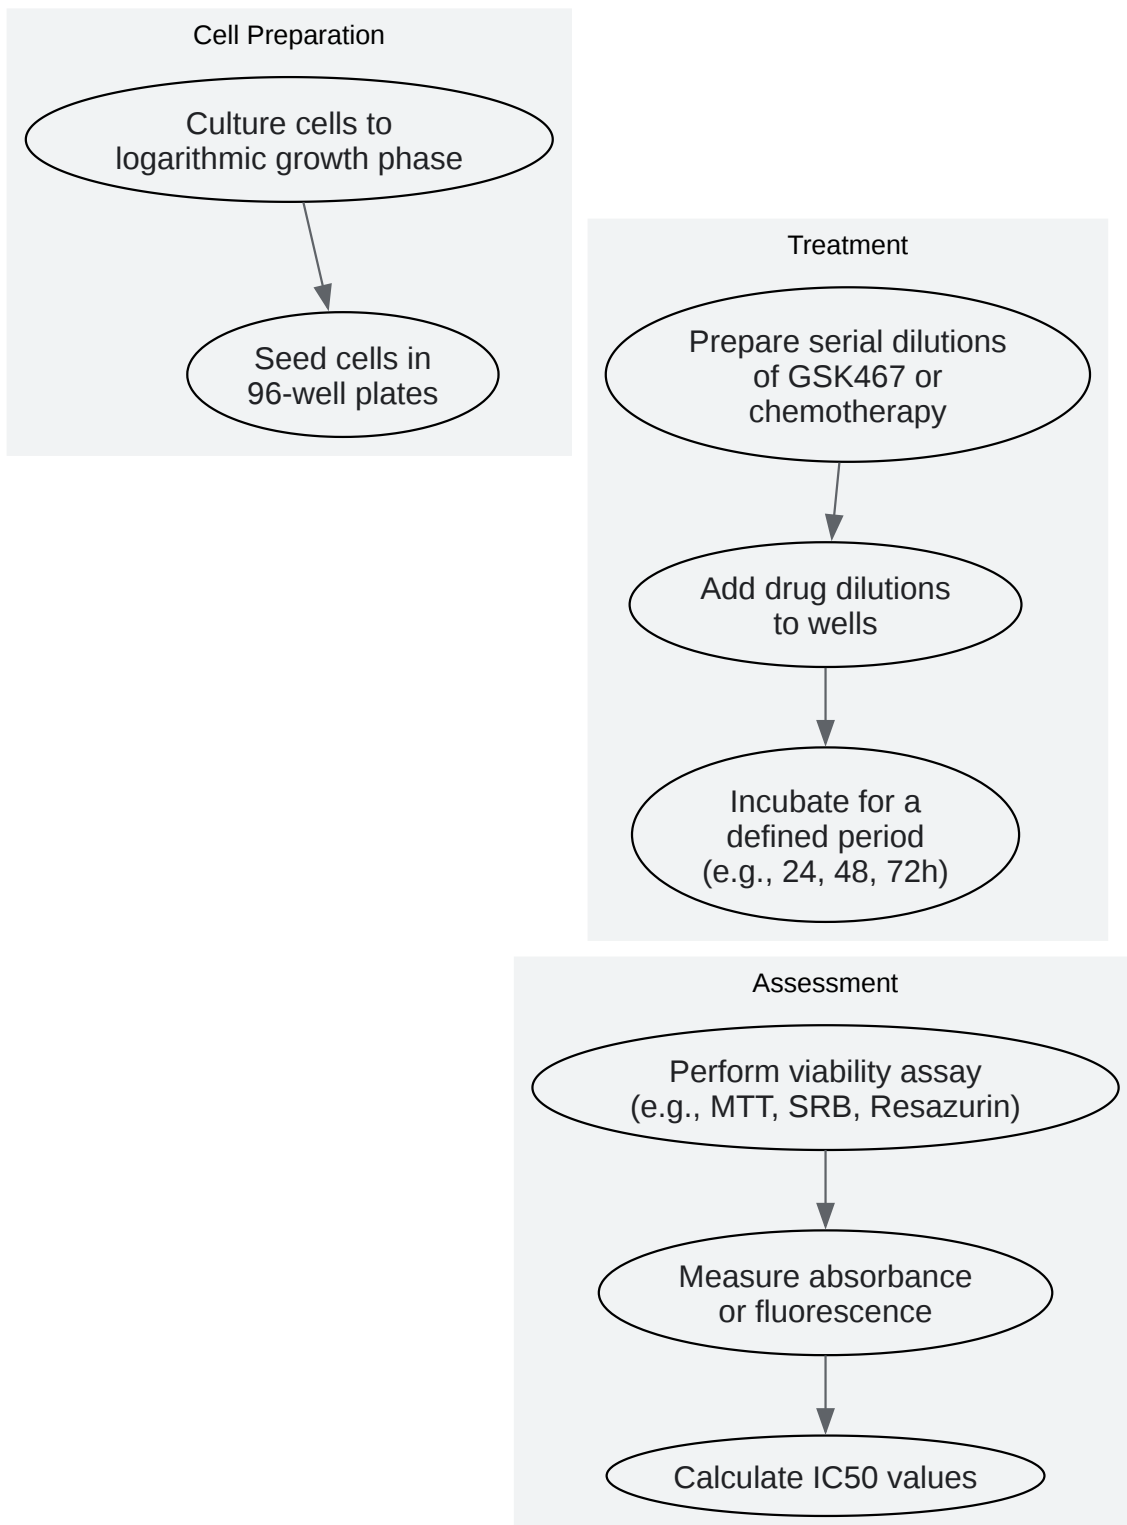 Cell Preparation
Culture cells to
logarithmic growth phase
Seed cells in
96-well plates
Treatment
Prepare serial dilutions
of GSK467 or
chemotherapy
Add drug dilutions
to wells
Incubate for a
defined period
(e.g., 24, 48, 72h)
Assessment
Perform viability assay
(e.g., MTT, SRB, Resazurin)
Measure absorbance
or fluorescence
Calculate IC50 values